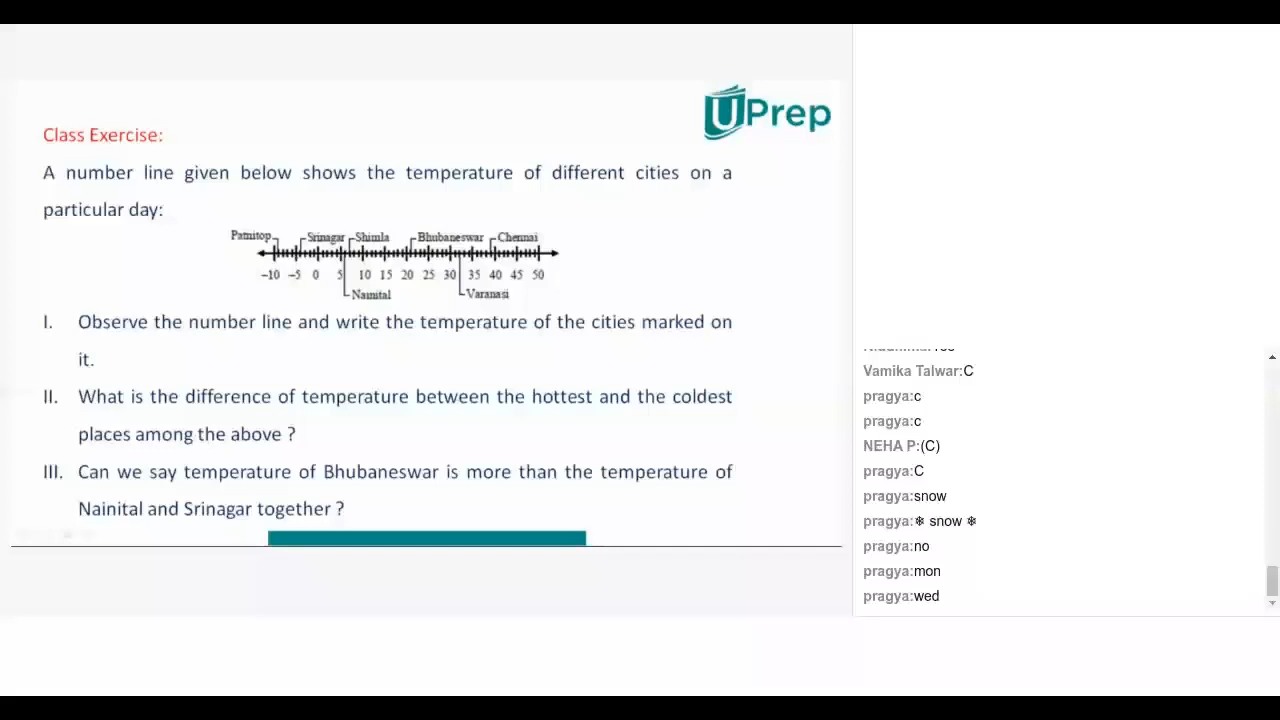 UPrep
Class Exercise:
A number line given below shows the temperature of different cities on a
particular day:
Patnitop Srinagar Shimla Bhubaneswar Chennai
–10 –5 0 5 10 15 20 25 30 35 40 45 50
Nainital Varanasi
I. Observe the number line and write the temperature of the cities marked on
it.
II. What is the difference of temperature between the hottest and the coldest
places among the above ?
III. Can we say temperature of Bhubaneswar is more than the temperature of
Nainital and Srinagar together ?
Vamika Talwar:C
pragya:c
pragya:c
NEHA P:(C)
pragya:C
pragya:snow
pragya:❄ snow ❄
pragya:no
pragya:mon
pragya:wed